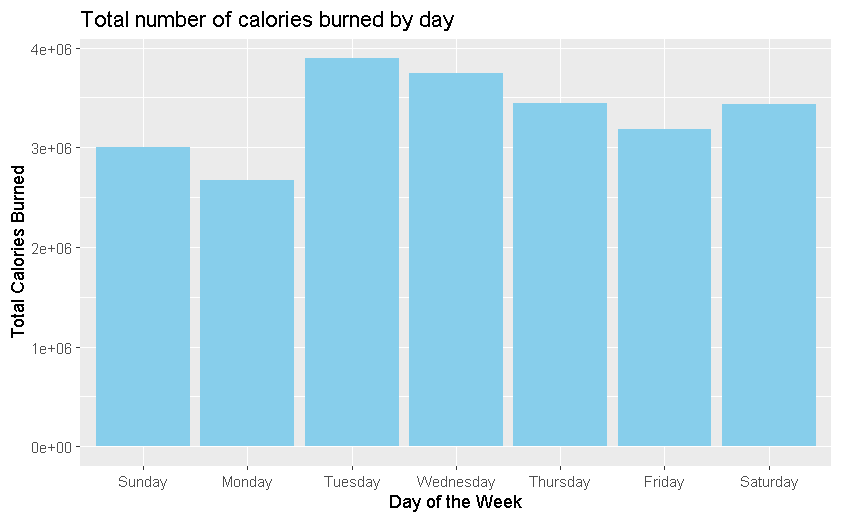 Total number of calories burned by day
Total Calories Burned
4e+06
3e+06
2e+06
1e+06
0e+00
Sunday Monday Tuesday Wednesday Thursday Friday Saturday
Day of the Week